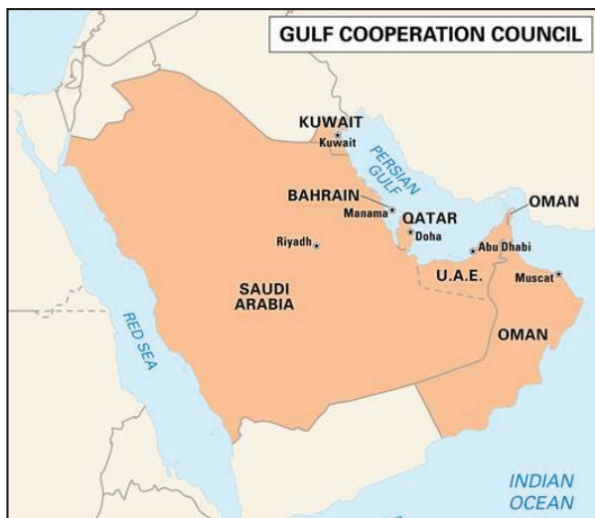 GULF COOPERATION COUNCIL
KUWAIT
Kuwait
PERSIAN
GULF
BAHRAIN
Manama
QATAR
Doha
OMAN
Riyadh
Abu Dhabi
U.A.E.
Muscat
SAUDI
ARABIA
OMAN
RED SEA
INDIAN
OCEAN